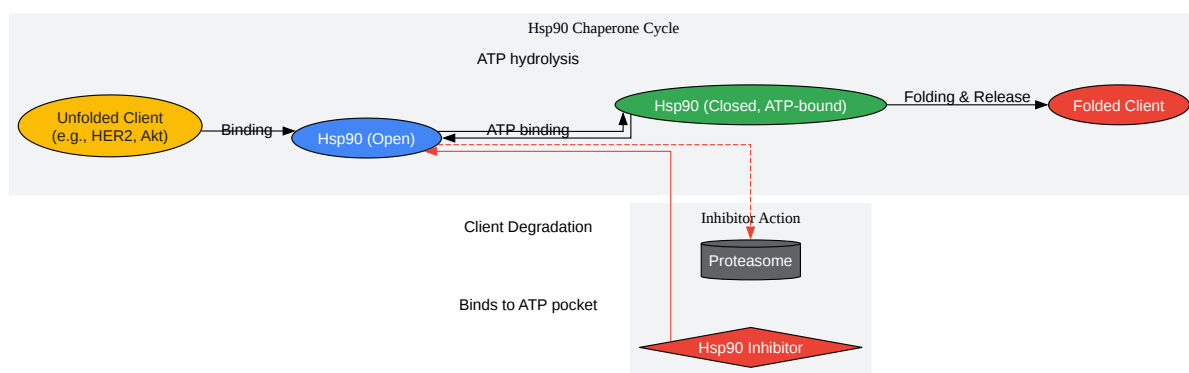 Hsp90 Chaperone Cycle
ATP hydrolysis
Unfolded Client
(e.g., HER2, Akt)
Binding
Hsp90 (Open)
ATP binding
Hsp90 (Closed, ATP-bound)
Folding & Release
Folded Client
Client Degradation
Inhibitor Action
Proteasome
Binds to ATP pocket
Hsp90 Inhibitor